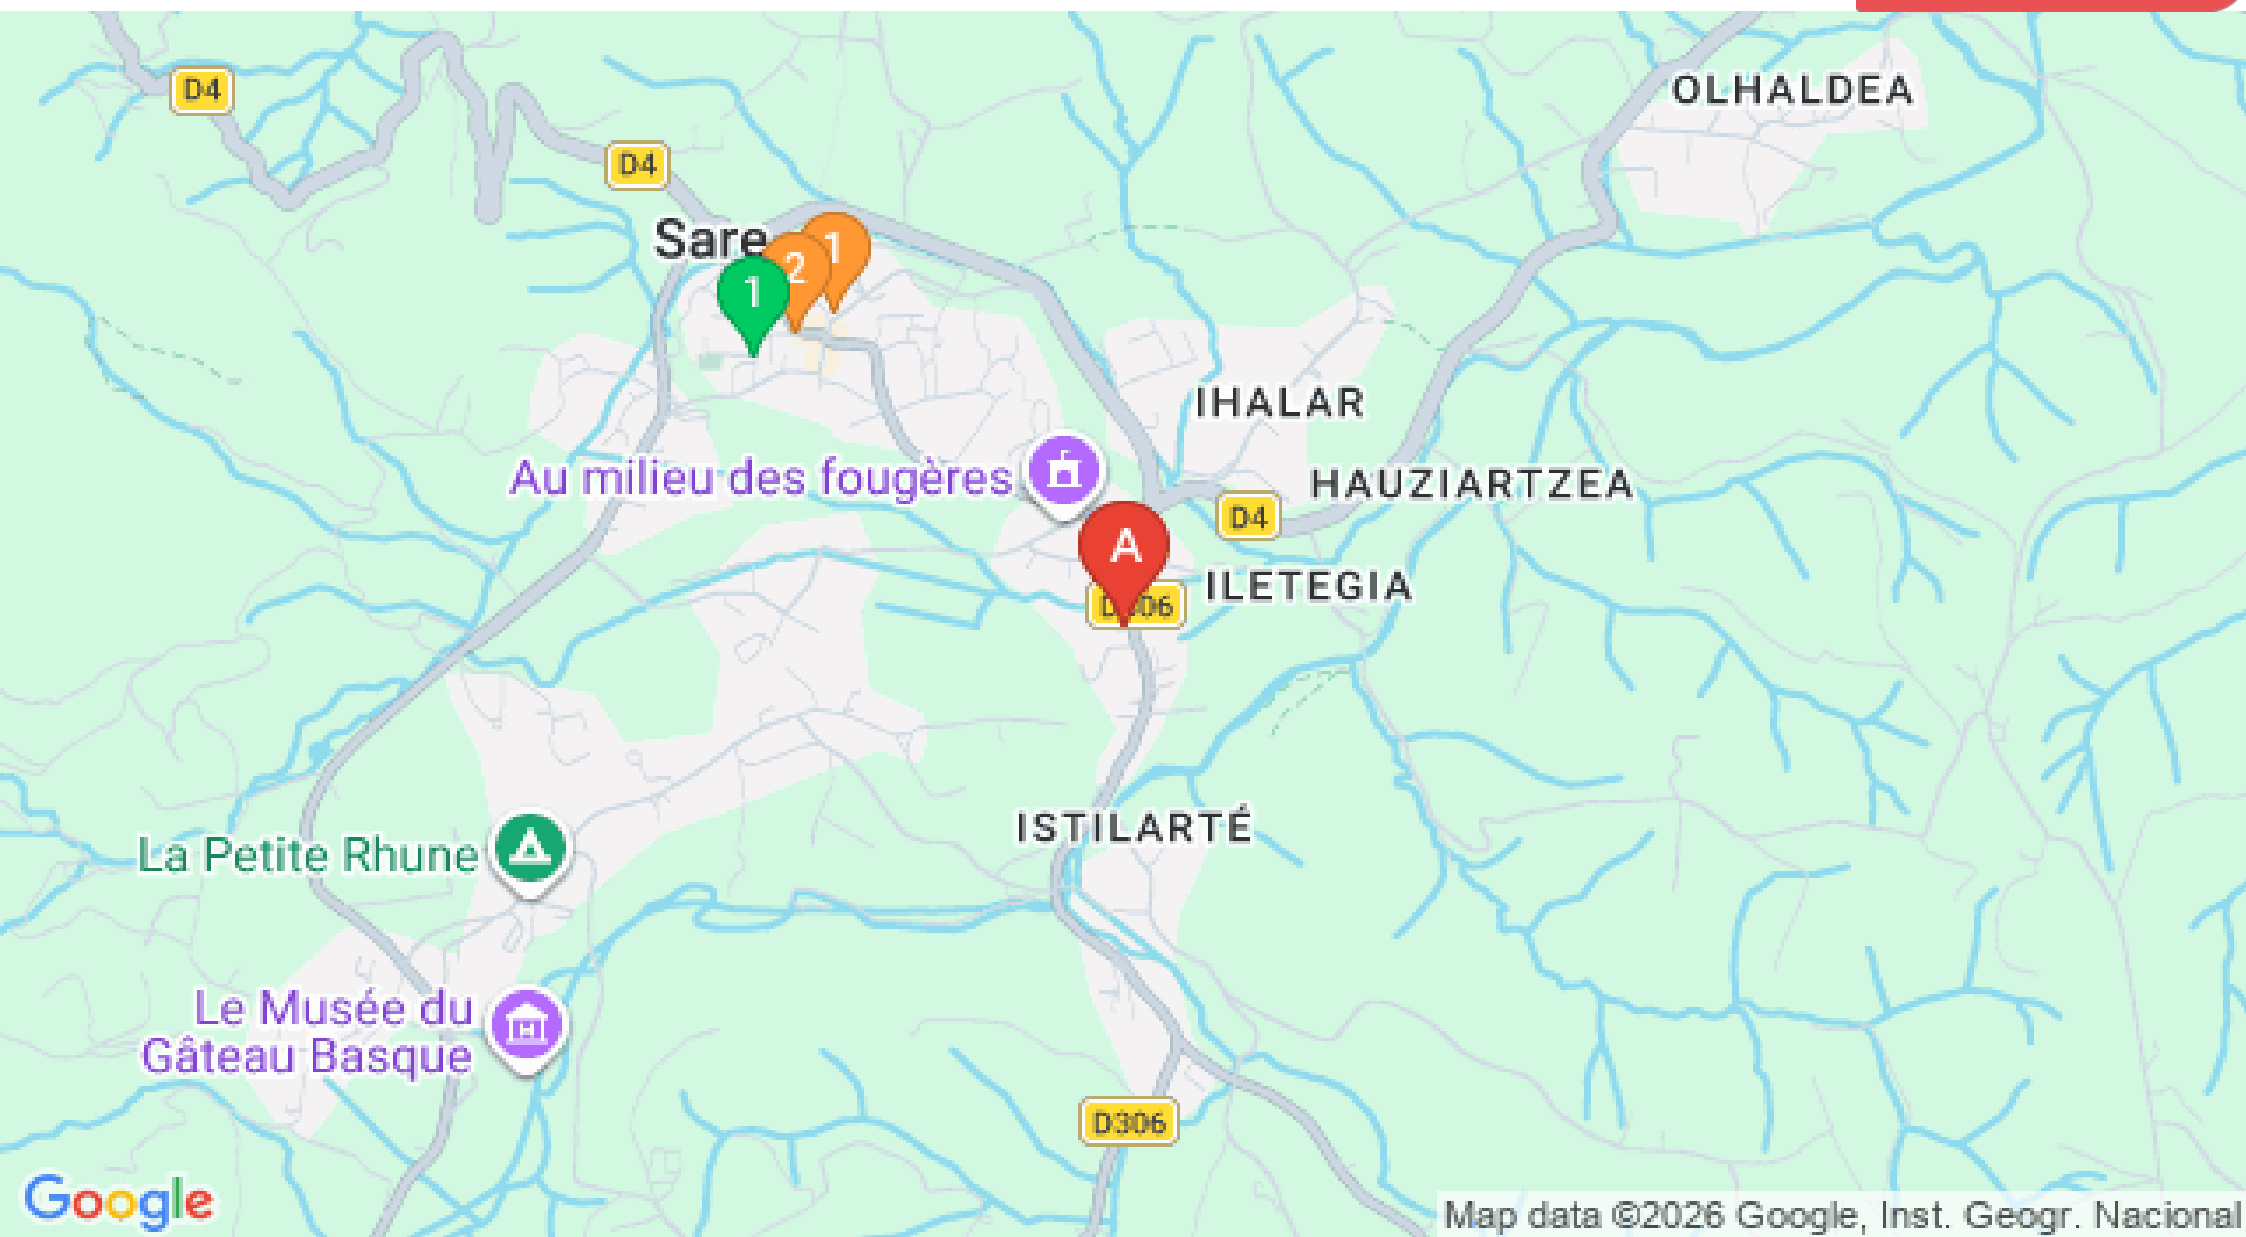 OLHALDEA
D4
D4
Sare
1
2
1
IHALAR
Au milieu des fougères
HAUZIARTZEA
D4
A
ILETEGIA
D306
ISTILARTÉ
La Petite Rhune
Le Musée du
Gâteau Basque
D306
Google
Map data ©2026 Google, Inst. Geogr. Nacional